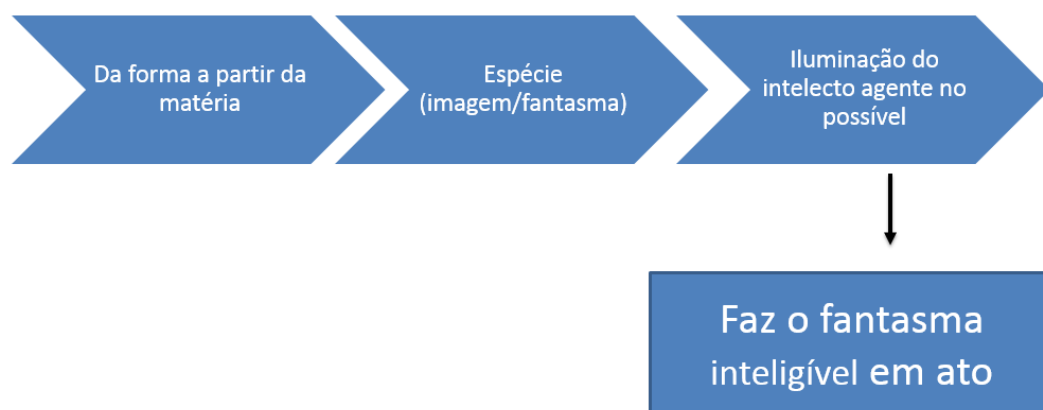 Da forma a partir da
matéria
Espécie
(imagem/fantasma)
Iluminação do
intelecto agente no
possível
Faz o fantasma
inteligível em ato